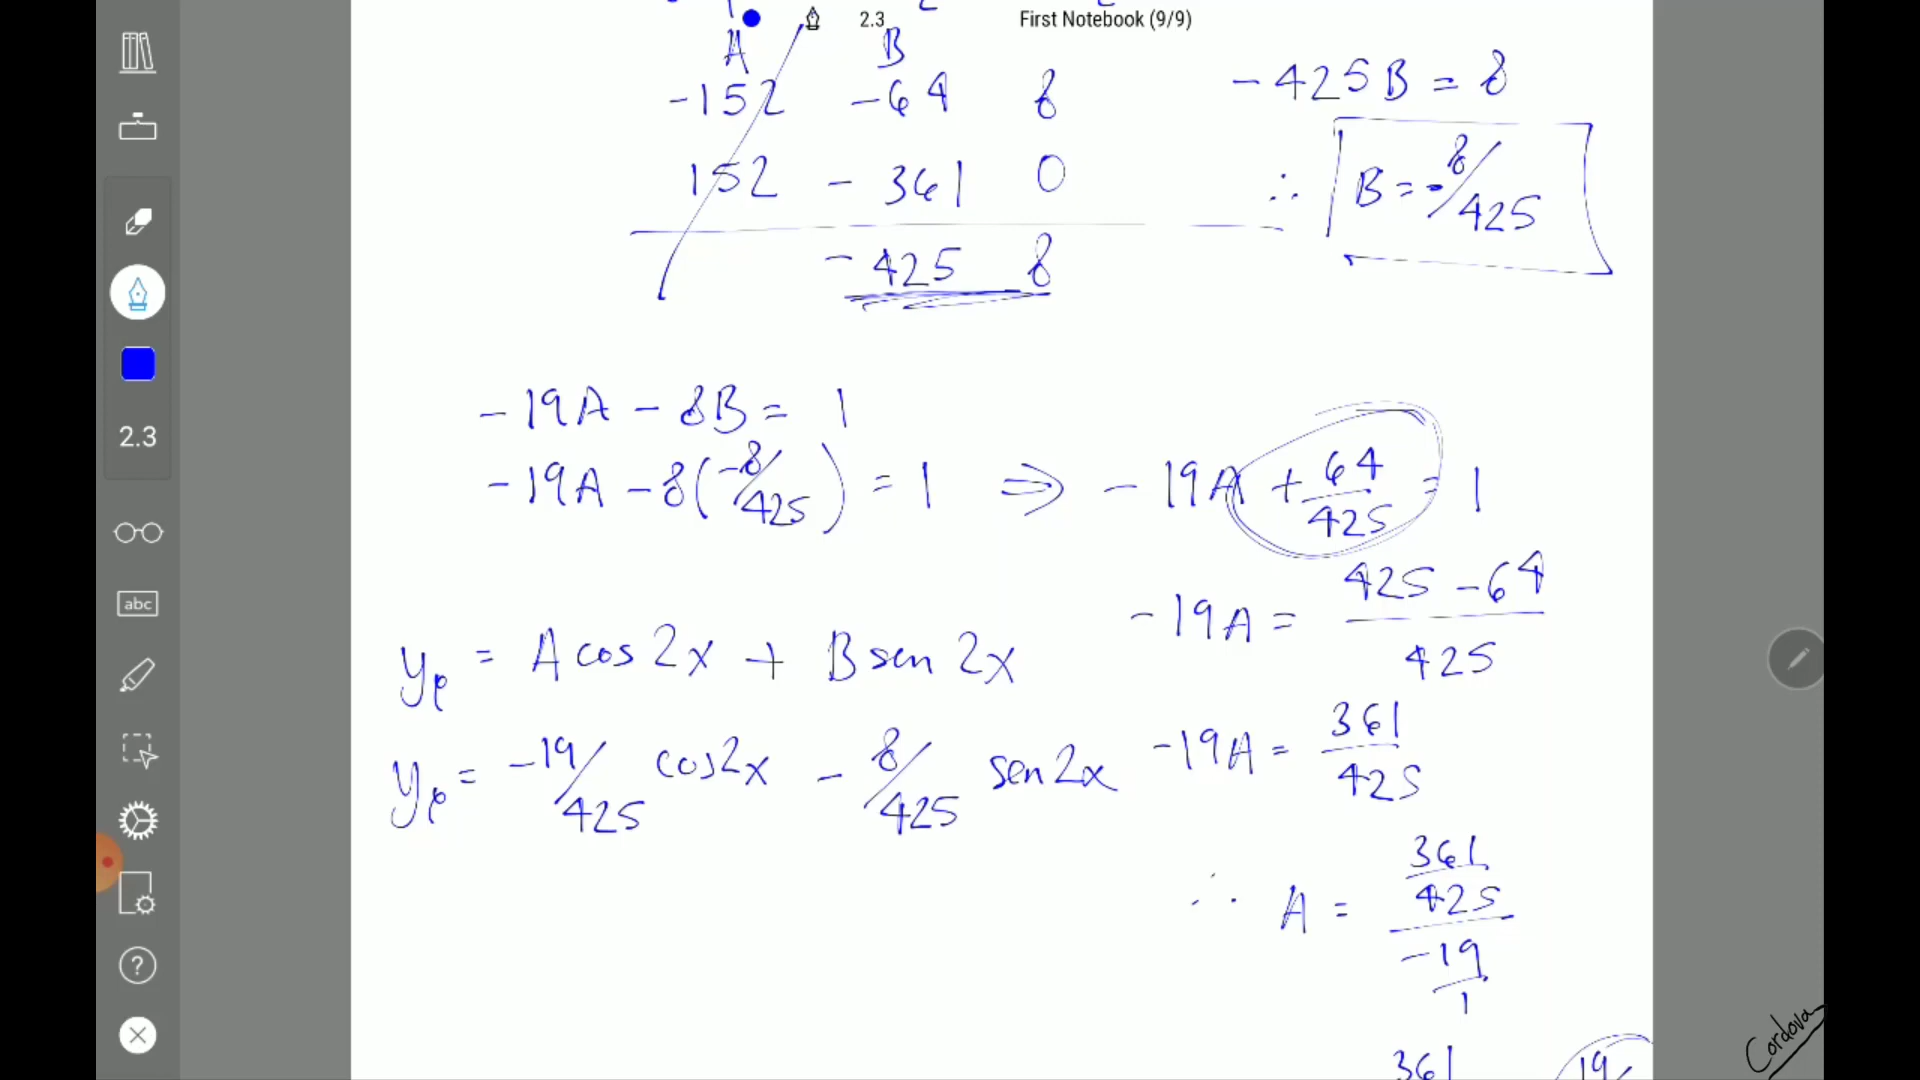 2.3 First Notebook (9/9)
A B
-152 -64 8
152 - 361 0
-425 8
-425B = 8
∴ B = -8/425
-19A - 8B = 1
-19A - 8(-8/425) = 1 ⇒ -19A + 64/425 = 1
-19A = 425 - 64 / 425
-19A = 361/425
∴ A = 361/425 / -19/1
361 19/
yp = A cos 2x + B sen 2x
yp = -19/425 cos2x - 8/425 sen 2x
2.3
abc
?
Cordova